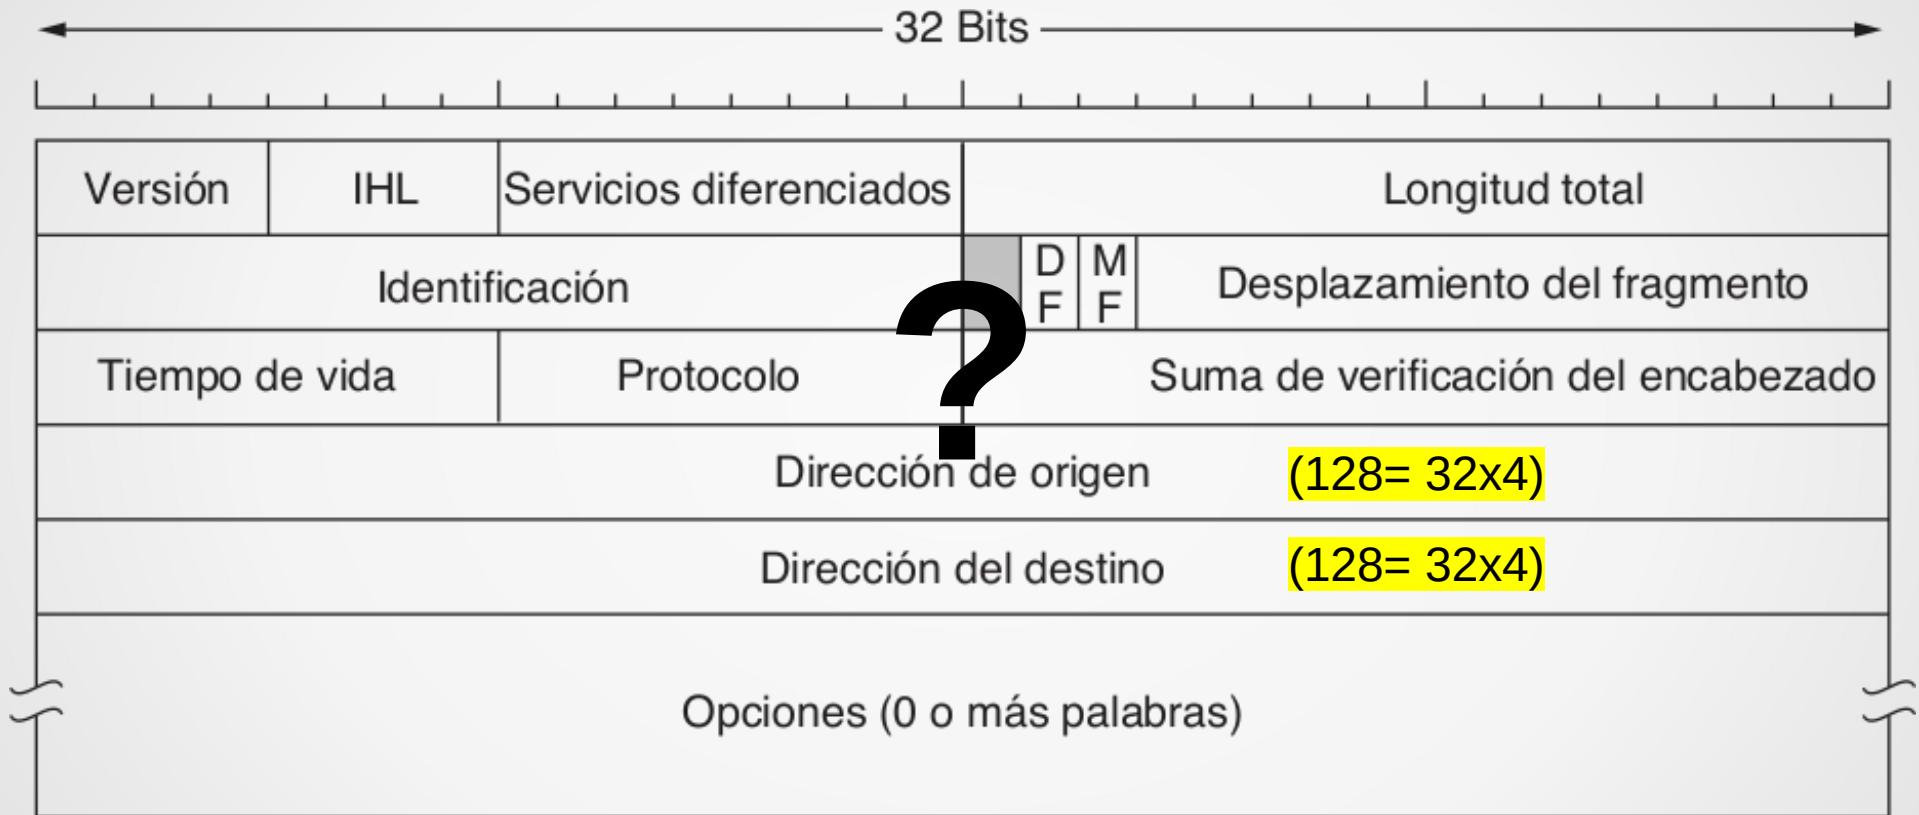 32 Bits
Versión IHL Servicios diferenciados Longitud total
Identificación D F M F Desplazamiento del fragmento
?
Tiempo de vida Protocolo Suma de verificación del encabezado
Dirección de origen (128= 32x4)
Dirección del destino (128= 32x4)
Opciones (0 o más palabras)